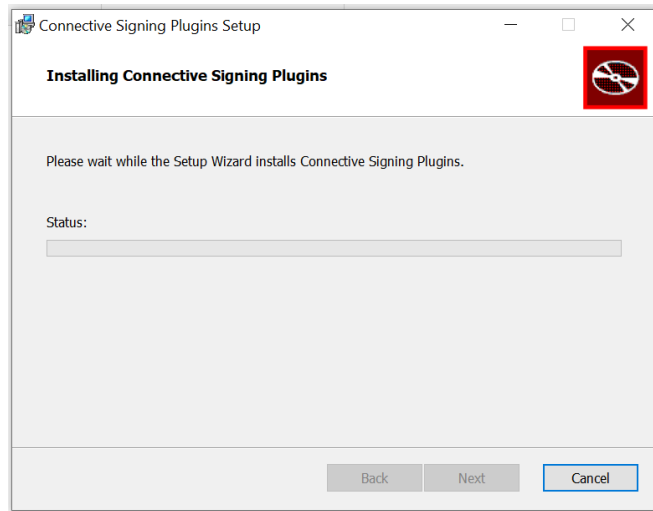 Connective Signing Plugins Setup
Installing Connective Signing Plugins
Please wait while the Setup Wizard installs Connective Signing Plugins.
Status:
Back Next Cancel